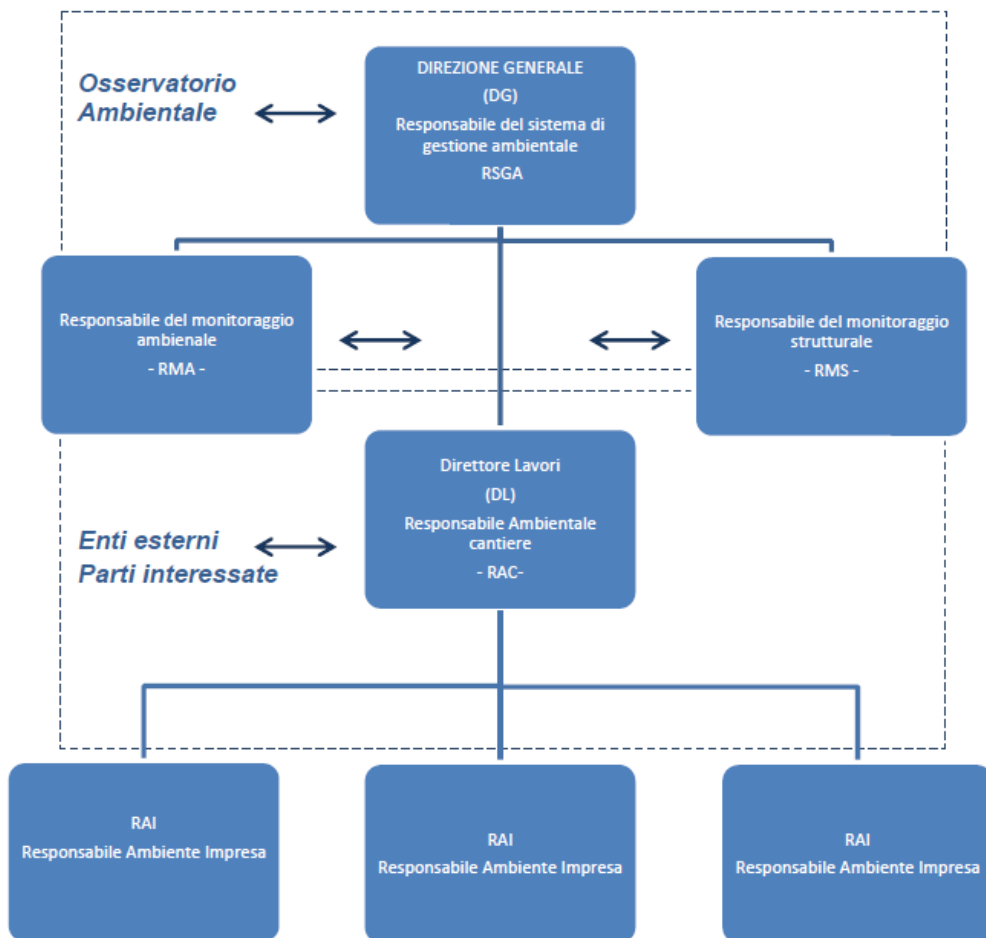 Osservatorio
Ambientale
DIREZIONE GENERALE
(DG)
Responsabile del sistema di
gestione ambientale
RSGA
Responsabile del monitoraggio
ambienale
- RMA -
Responsabile del monitoraggio
strutturale
- RMS -
Direttore Lavori
(DL)
Responsabile Ambientale
cantiere
- RAC-
Enti esterni
Parti interessate
RAI
Responsabile Ambiente Impresa
RAI
Responsabile Ambiente Impresa
RAI
Responsabile Ambiente Impresa